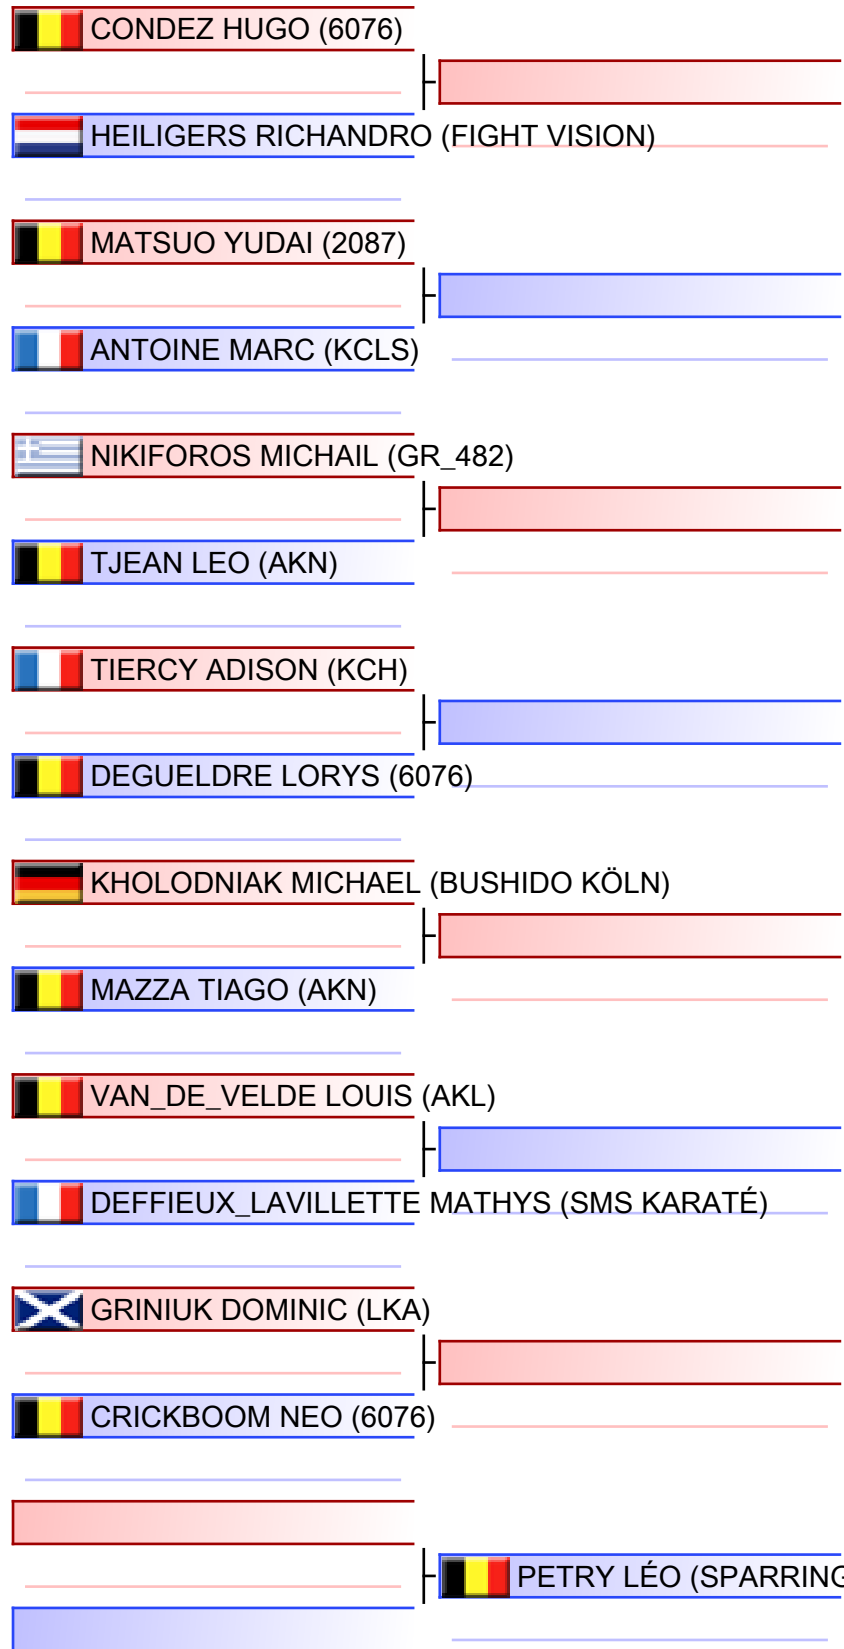 CONDEZ HUGO (6076)
HEILIGERS RICHANDRO (FIGHT VISION)
MATSUO YUDAI (2087)
ANTOINE MARC (KCLS)
NIKIFOROS MICHAIL (GR_482)
TJEAN LEO (AKN)
TIERCY ADISON (KCH)
DEGUELDRE LORYS (6076)
KHOLODNIAK MICHAEL (BUSHIDO KÖLN)
MAZZA TIAGO (AKN)
VAN_DE_VELDE LOUIS (AKL)
DEFFIEUX_LAVILLETTE MATHYS (SMS KARATÉ)
GRINIUK DOMINIC (LKA)
CRICKBOOM NEO (6076)
PETRY LÉO (SPARRING